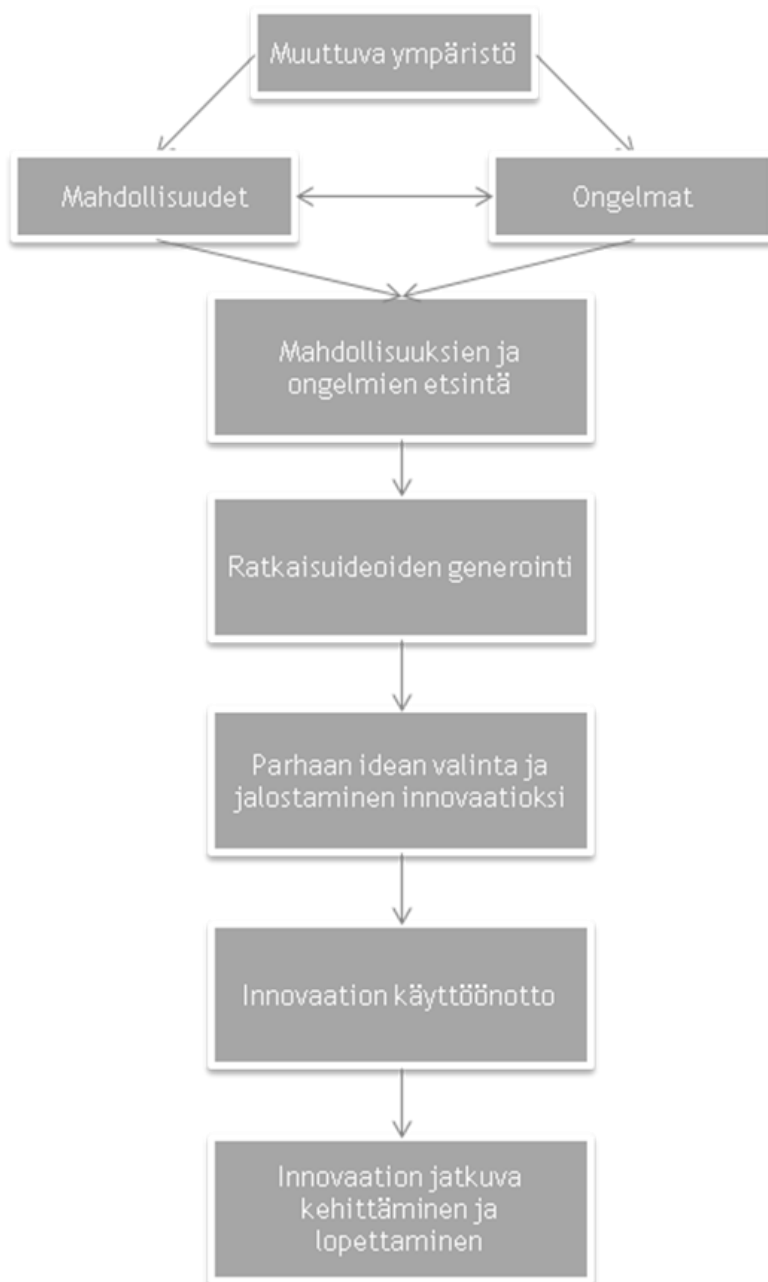 Muuttuva ympäristö
Mahdollisuudet
Ongelmat
Mahdollisuuksien ja
ongelmien etsintä
Ratkaisuideoiden generointi
Parhaan idean valinta ja
jalostaminen innovaatioksi
Innovaation käyttöönotto
Innovaation jatkuva
kehittäminen ja
lopettaminen